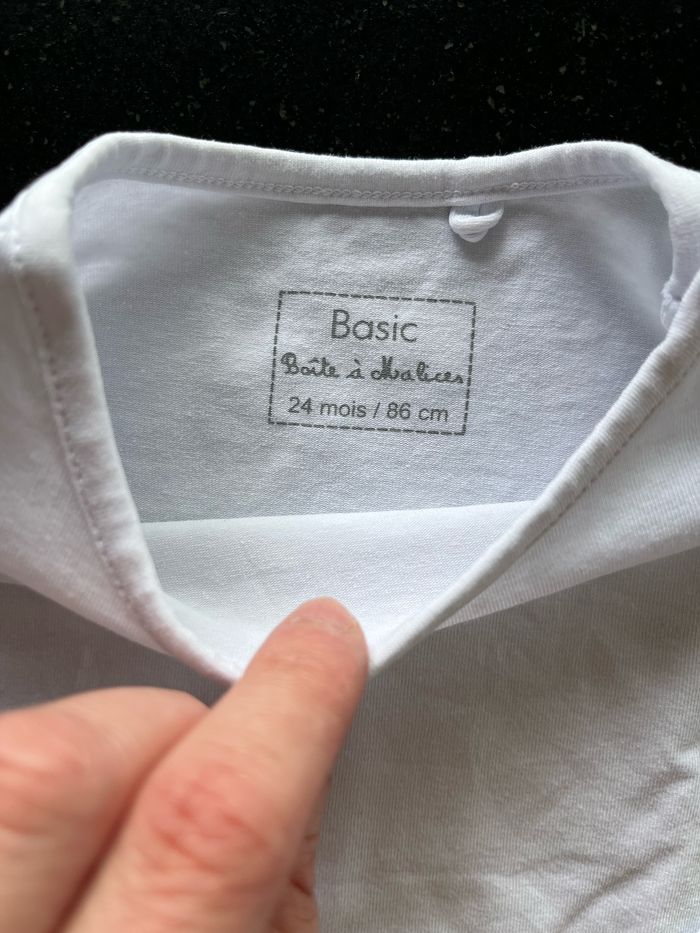 Basic
Boîte à Malices
24 mois / 86 cm